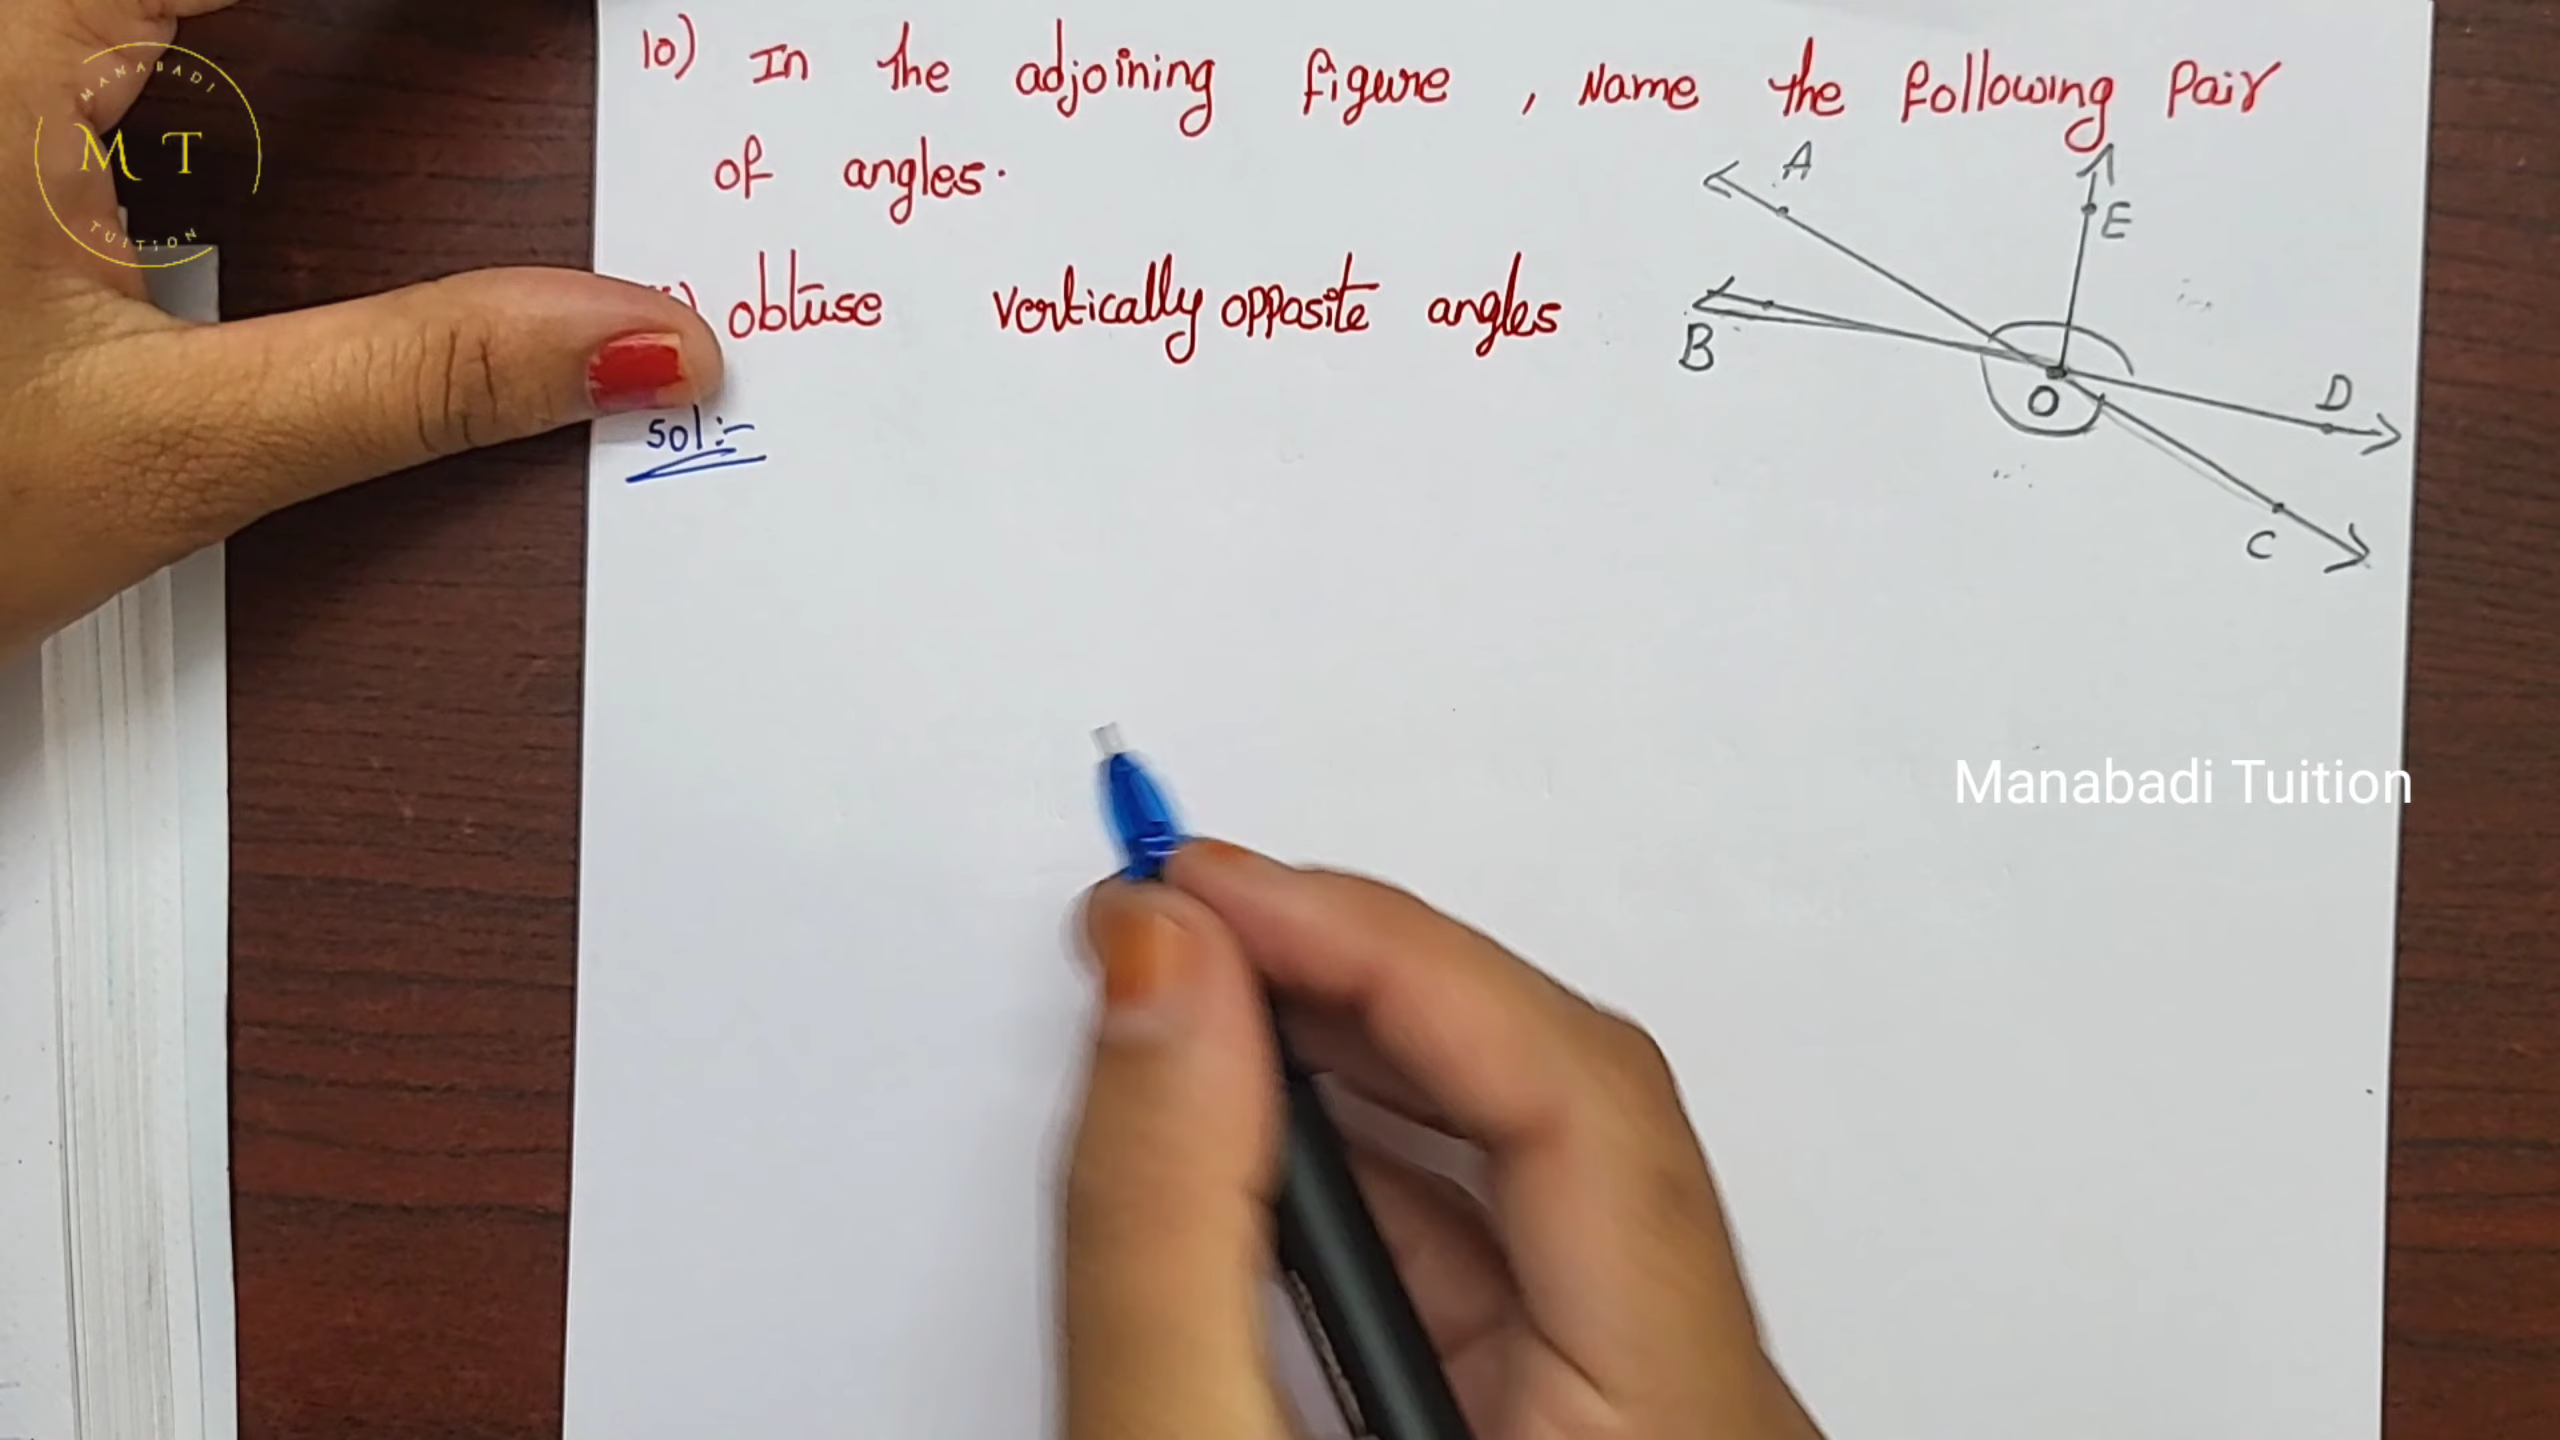 MANABADI
MT
TUITION
10) In the adjoining figure, Name the following Pair
of angles.
) obtuse vertically opposite angles
A
E
B
O
D
C
Sol:-
Manabadi Tuition